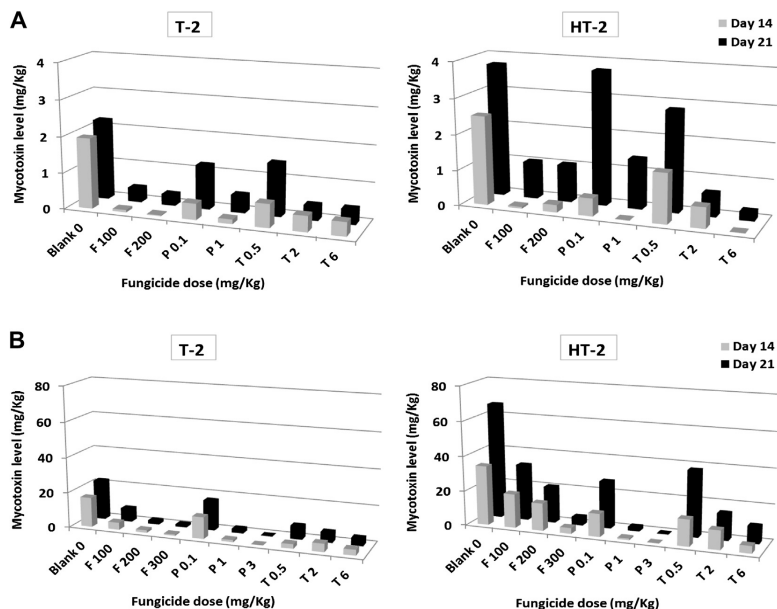 A
T-2
HT-2
Day 14
Day 21
Mycotoxin level (mg/Kg)
4
3
2
1
0
Blank 0
F 100
F 200
P 0.1
P 1
T 0.5
T 2
T 6
Fungicide dose (mg/Kg)
Mycotoxin level (mg/Kg)
4
3
2
1
0
Blank 0
F 100
F 200
P 0.1
P 1
T 0.5
T 2
T 6
Fungicide dose (mg/Kg)
B
T-2
HT-2
Day 14
Day 21
Mycotoxin level (mg/Kg)
80
60
40
20
0
Blank 0
F 100
F 200
F 300
P 0.1
P 1
P 3
T 0.5
T 2
T 6
Fungicide dose (mg/Kg)
Mycotoxin level (mg/Kg)
80
60
40
20
0
Blank 0
F 100
F 200
F 300
P 0.1
P 1
P 3
T 0.5
T 2
T 6
Fungicide dose (mg/Kg)